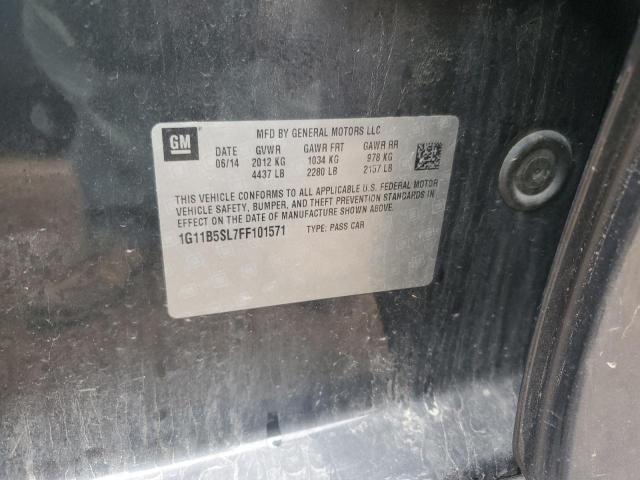 GM
MFD BY GENERAL MOTORS LLC
DATE GVWR GAWR FRT GAWR RR
06/14 2012 KG 1034 KG 978 KG
4437 LB 2280 LB 2157 LB
THIS VEHICLE CONFORMS TO ALL APPLICABLE U.S. FEDERAL MOTOR
VEHICLE SAFETY, BUMPER, AND THEFT PREVENTION STANDARDS IN
EFFECT ON THE DATE OF MANUFACTURE SHOWN ABOVE.
1G11B5SL7FF101571 TYPE: PASS CAR